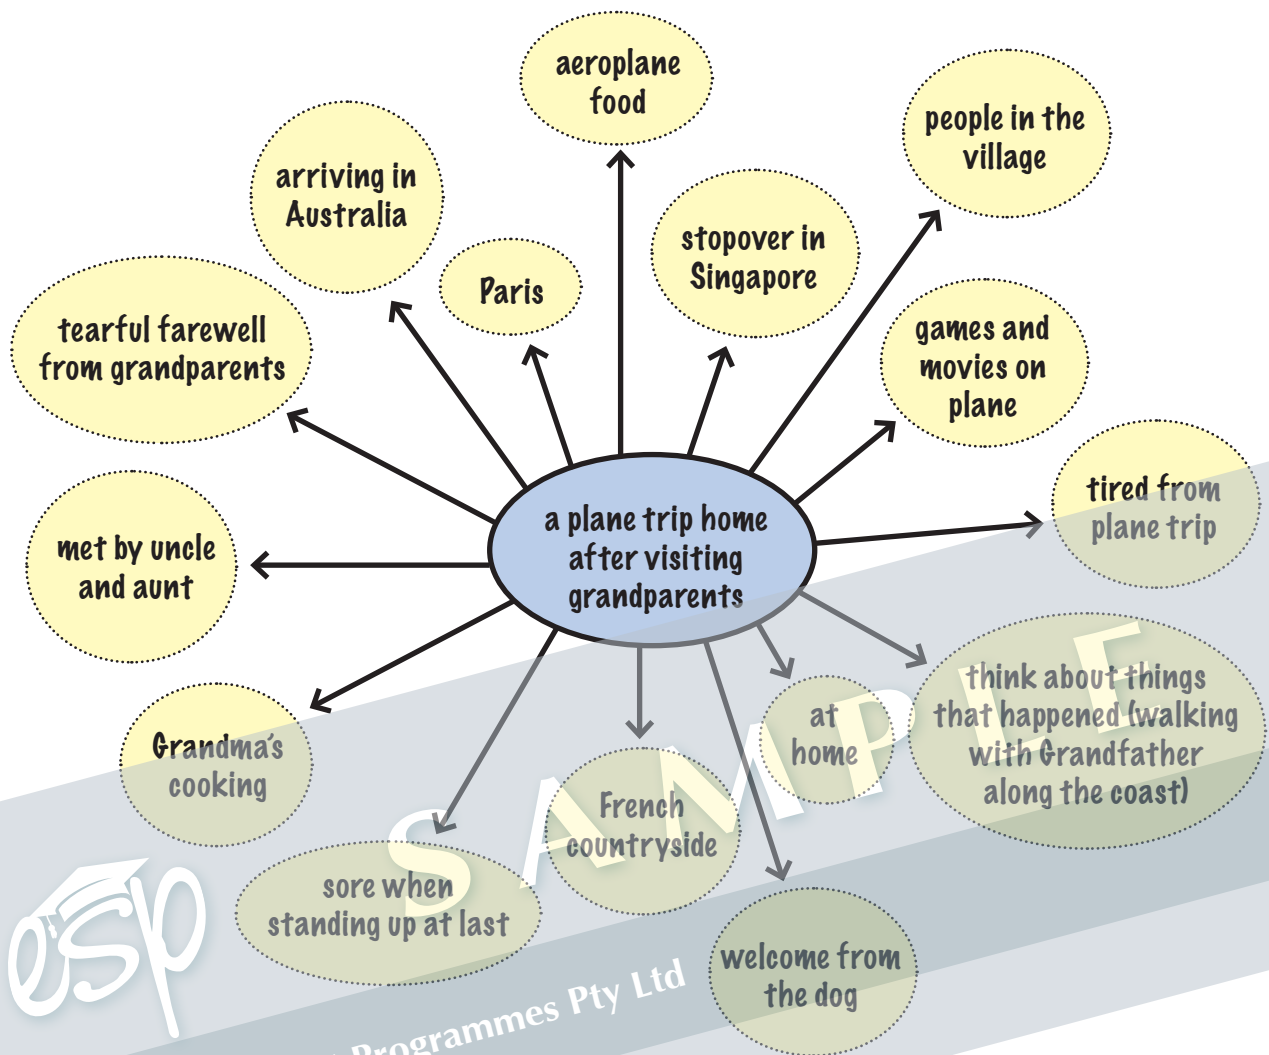 aeroplane
food
people in the
village
arriving in
Australia
stopover in
Singapore
Paris
tearful farewell
from grandparents
games and
movies on
plane
tired from
plane trip
a plane trip home
after visiting
grandparents
met by uncle
and aunt
think about things
that happened (walking
with Grandfather
along the coast)
at
home
Grandma's
cooking
French
countryside
sore when
standing up at last
welcome from
the dog
SAMPLE
esp
Programmes Pty Ltd